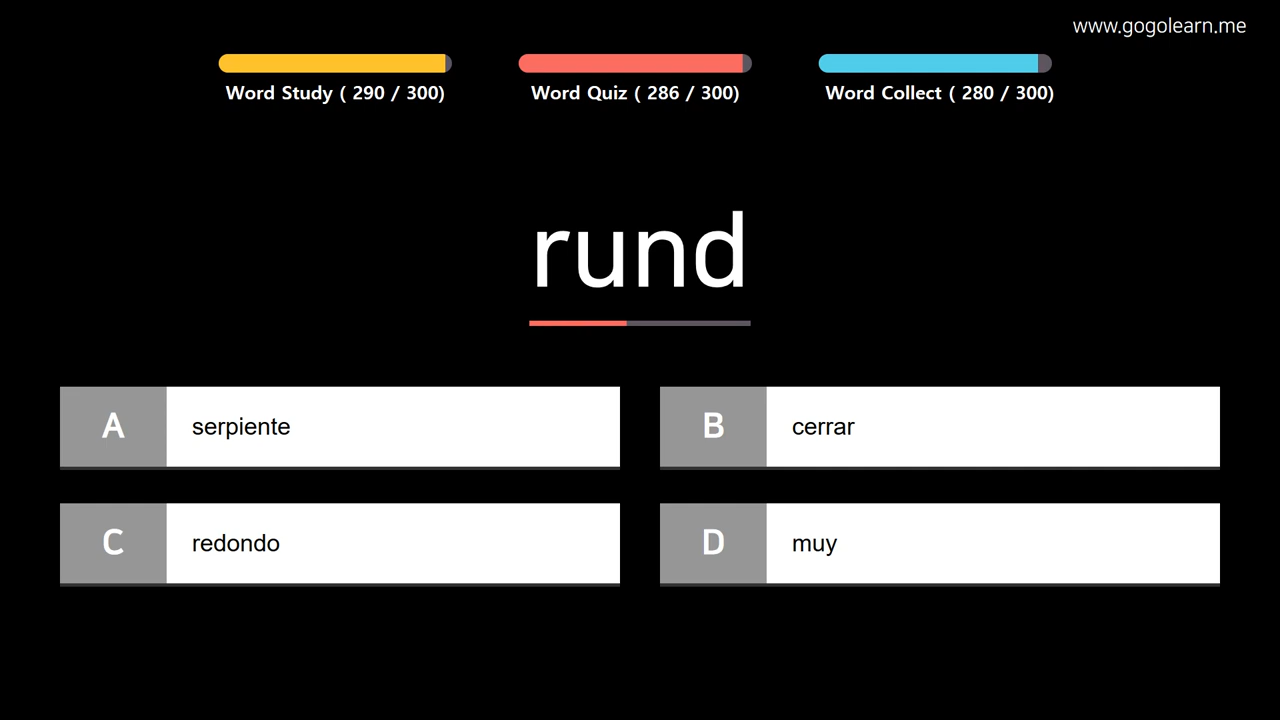 www.gogolearn.me
Word Study ( 290 / 300)
Word Quiz ( 286 / 300)
Word Collect ( 280 / 300)
rund
A serpiente
B cerrar
C redondo
D muy